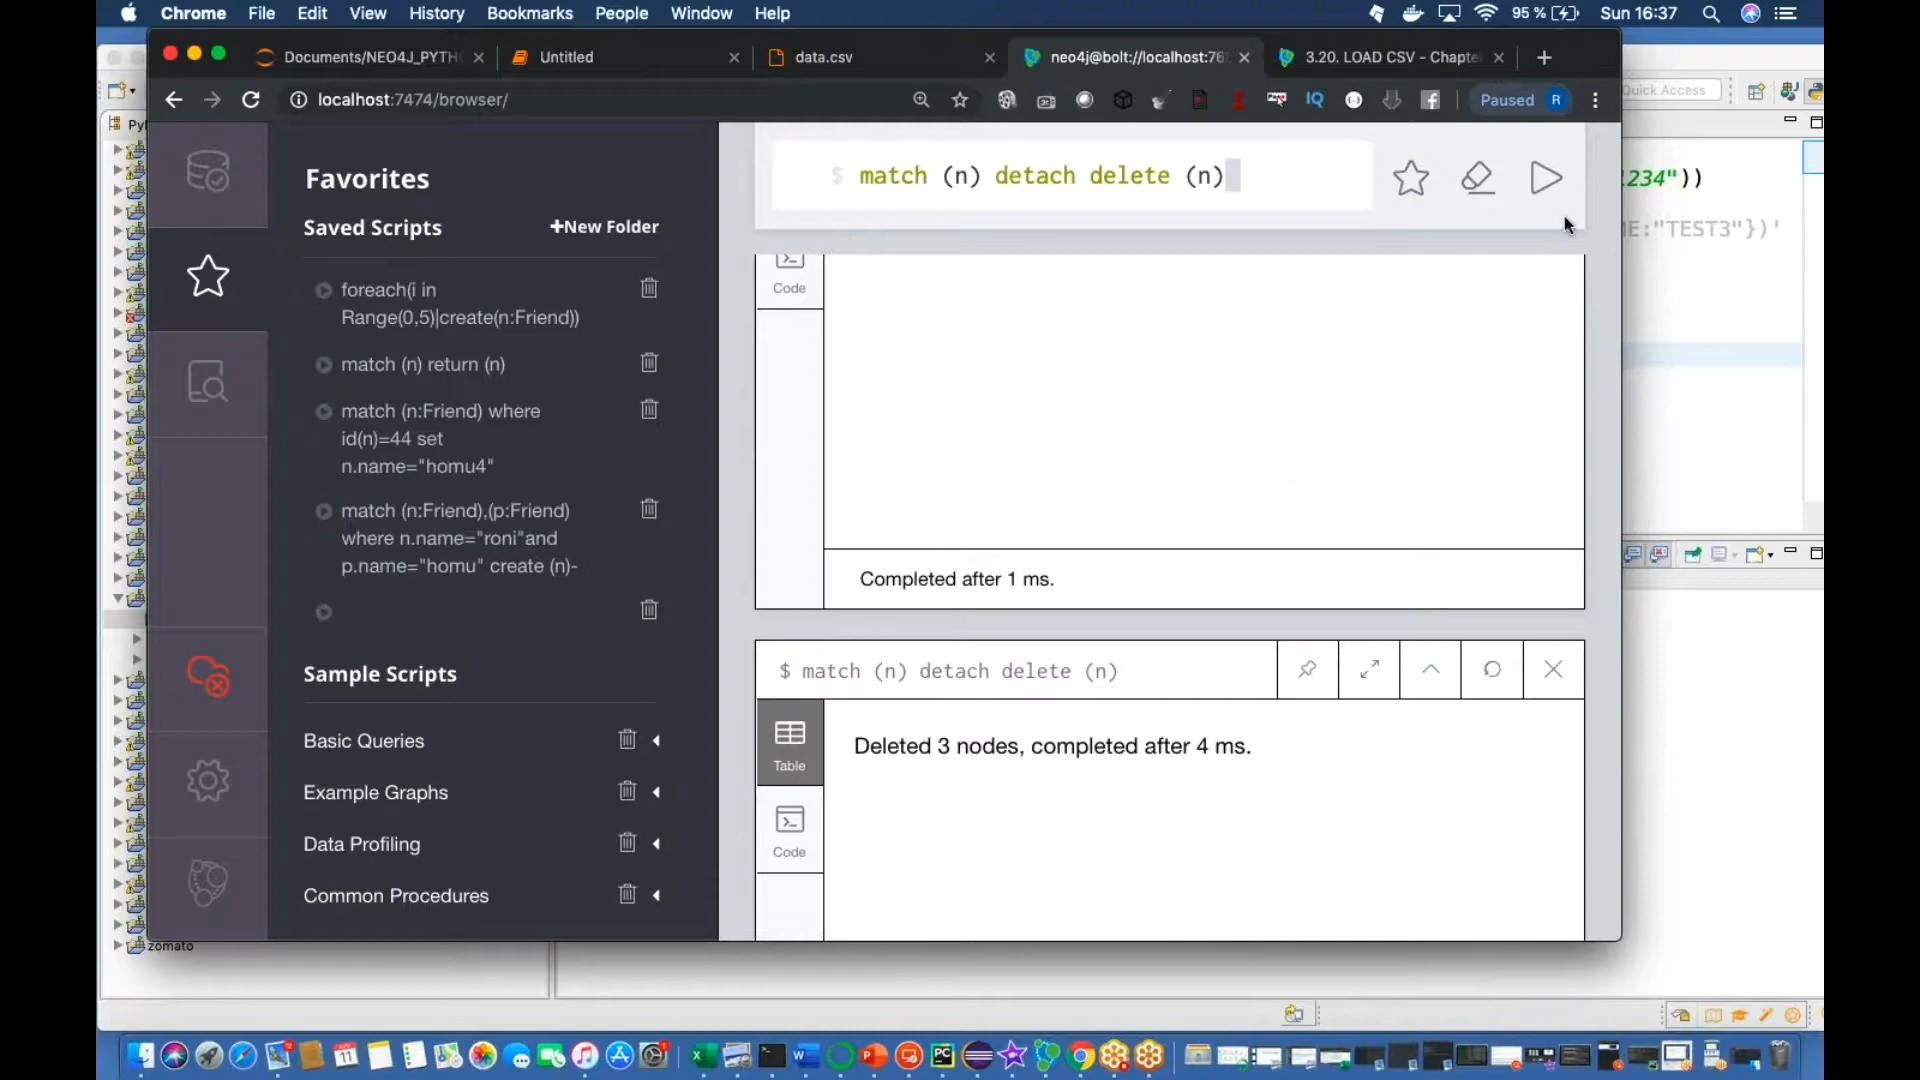 Chrome File Edit View History Bookmarks People Window Help
95 % Sun 16:37
Documents/NEO4J_PYTH
Untitled
data.csv
neo4j@bolt://localhost:76
3.20. LOAD CSV - Chapte
localhost:7474/browser/
IQ
Paused R
Quick Access
Favorites
Saved Scripts
+New Folder
foreach(i in
Range(0,5)|create(n:Friend))
match (n) return (n)
match (n:Friend) where
id(n)=44 set
n.name="homu4"
match (n:Friend),(p:Friend)
where n.name="roni"and
p.name="homu" create (n)-
Sample Scripts
Basic Queries
Example Graphs
Data Profiling
Common Procedures
$ match (n) detach delete (n)
Code
Completed after 1 ms.
$ match (n) detach delete (n)
Table
Deleted 3 nodes, completed after 4 ms.
Code
234"))
ME:"TEST3"})'
zomato